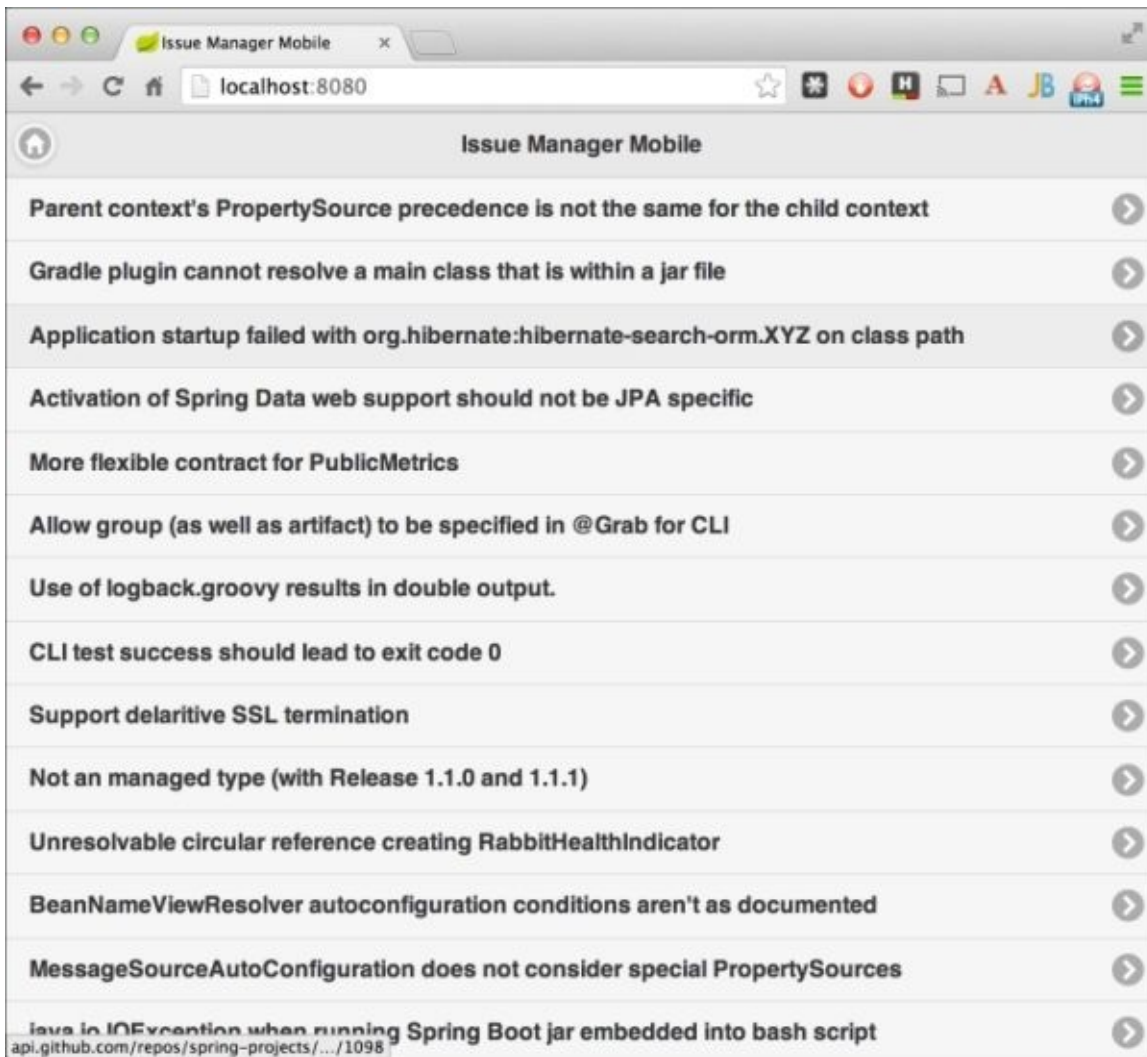 Issue Manager Mobile
localhost:8080
H A JB UA4
Issue Manager Mobile
Parent context's PropertySource precedence is not the same for the child context
Gradle plugin cannot resolve a main class that is within a jar file
Application startup failed with org.hibernate:hibernate-search-orm.XYZ on class path
Activation of Spring Data web support should not be JPA specific
More flexible contract for PublicMetrics
Allow group (as well as artifact) to be specified in @Grab for CLI
Use of logback.groovy results in double output.
CLI test success should lead to exit code 0
Support delaritive SSL termination
Not an managed type (with Release 1.1.0 and 1.1.1)
Unresolvable circular reference creating RabbitHealthIndicator
BeanNameViewResolver autoconfiguration conditions aren't as documented
MessageSourceAutoConfiguration does not consider special PropertySources
java.io.IOException when running Spring Boot jar embedded into bash script
api.github.com/repos/spring-projects/.../1098